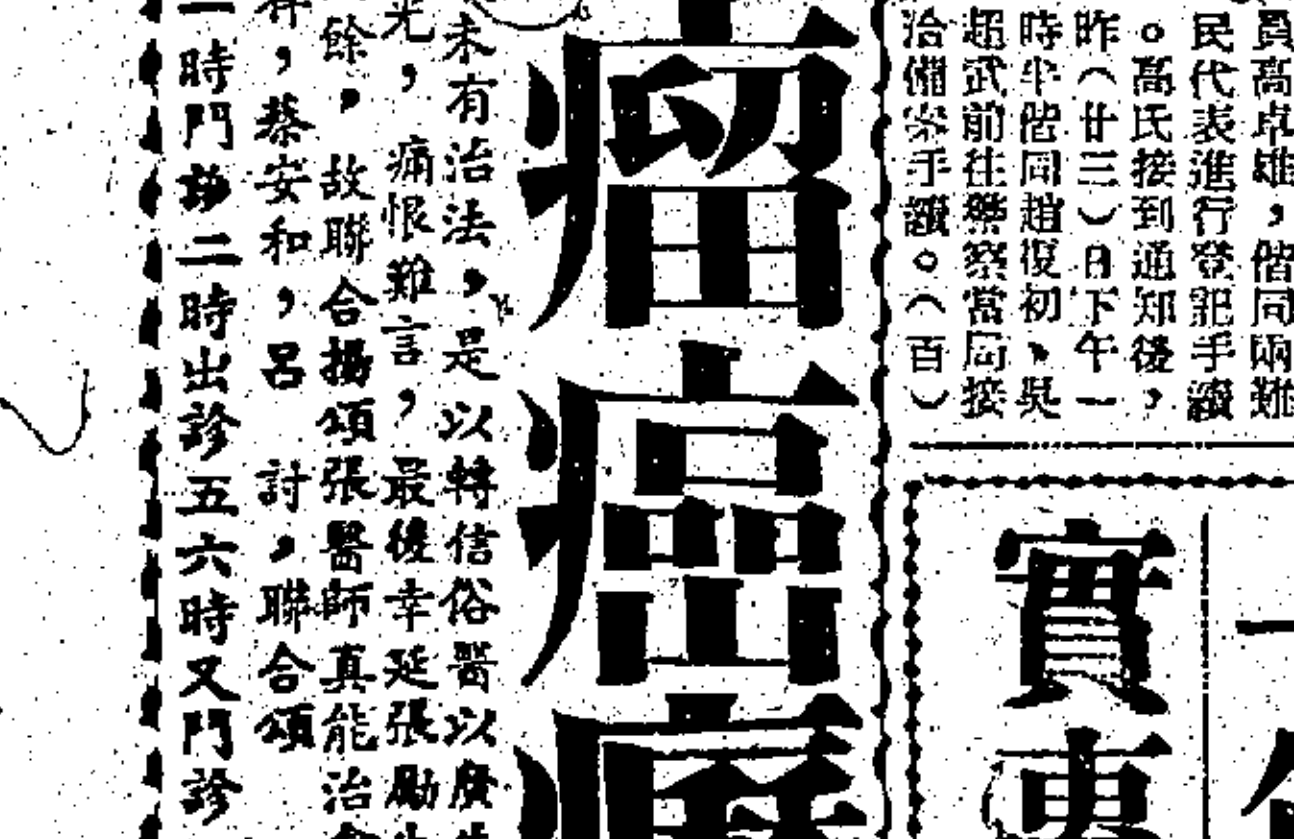 員高卓雄，偕同兩難
民代表進行登記手續
。高氏接到通知後，
昨（廿三）日下午一
時半偕同趙復初、吳
超武前往警察當局接
洽備案手續。（百）
實
瘤癌
未有治法，是以轉信俗醫以廣
光，痛恨難言，最後幸延張勵
餘，故聯合揚頌張醫師真能治
祥，蔡安和，呂　討，聯合頌
一時門診二時出診五六時又門診